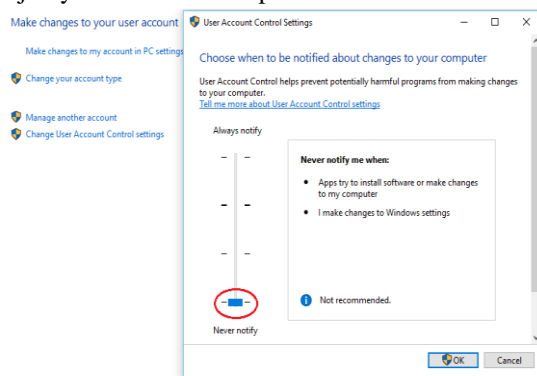 Make changes to your user account
Make changes to my account in PC settings
Change your account type
Manage another account
Change User Account Control settings
User Account Control Settings
Choose when to be notified about changes to your computer
User Account Control helps prevent potentially harmful programs from making changes
to your computer.
Tell me more about User Account Control settings
Always notify
Never notify me when:
Apps try to install software or make changes
to my computer
I make changes to Windows settings
Not recommended.
Never notify
OK
Cancel